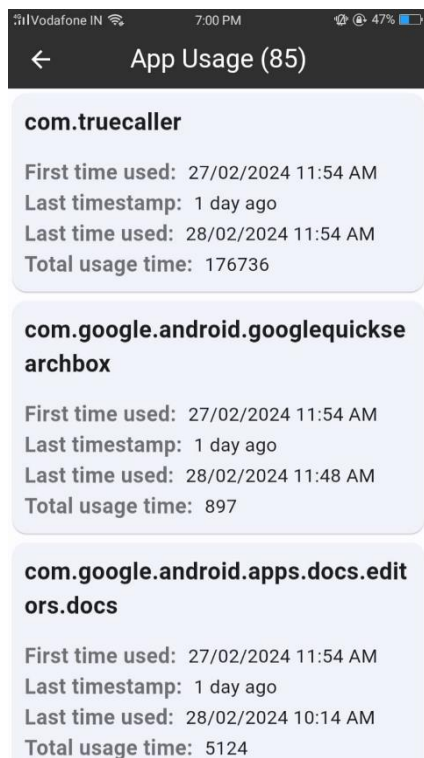 Vodafone IN
7:00 PM
47%
App Usage (85)
com.truecaller
First time used: 27/02/2024 11:54 AM
Last timestamp: 1 day ago
Last time used: 28/02/2024 11:54 AM
Total usage time: 176736
com.google.android.googlequickse
archbox
First time used: 27/02/2024 11:54 AM
Last timestamp: 1 day ago
Last time used: 28/02/2024 11:48 AM
Total usage time: 897
com.google.android.apps.docs.edit
ors.docs
First time used: 27/02/2024 11:54 AM
Last timestamp: 1 day ago
Last time used: 28/02/2024 10:14 AM
Total usage time: 5124